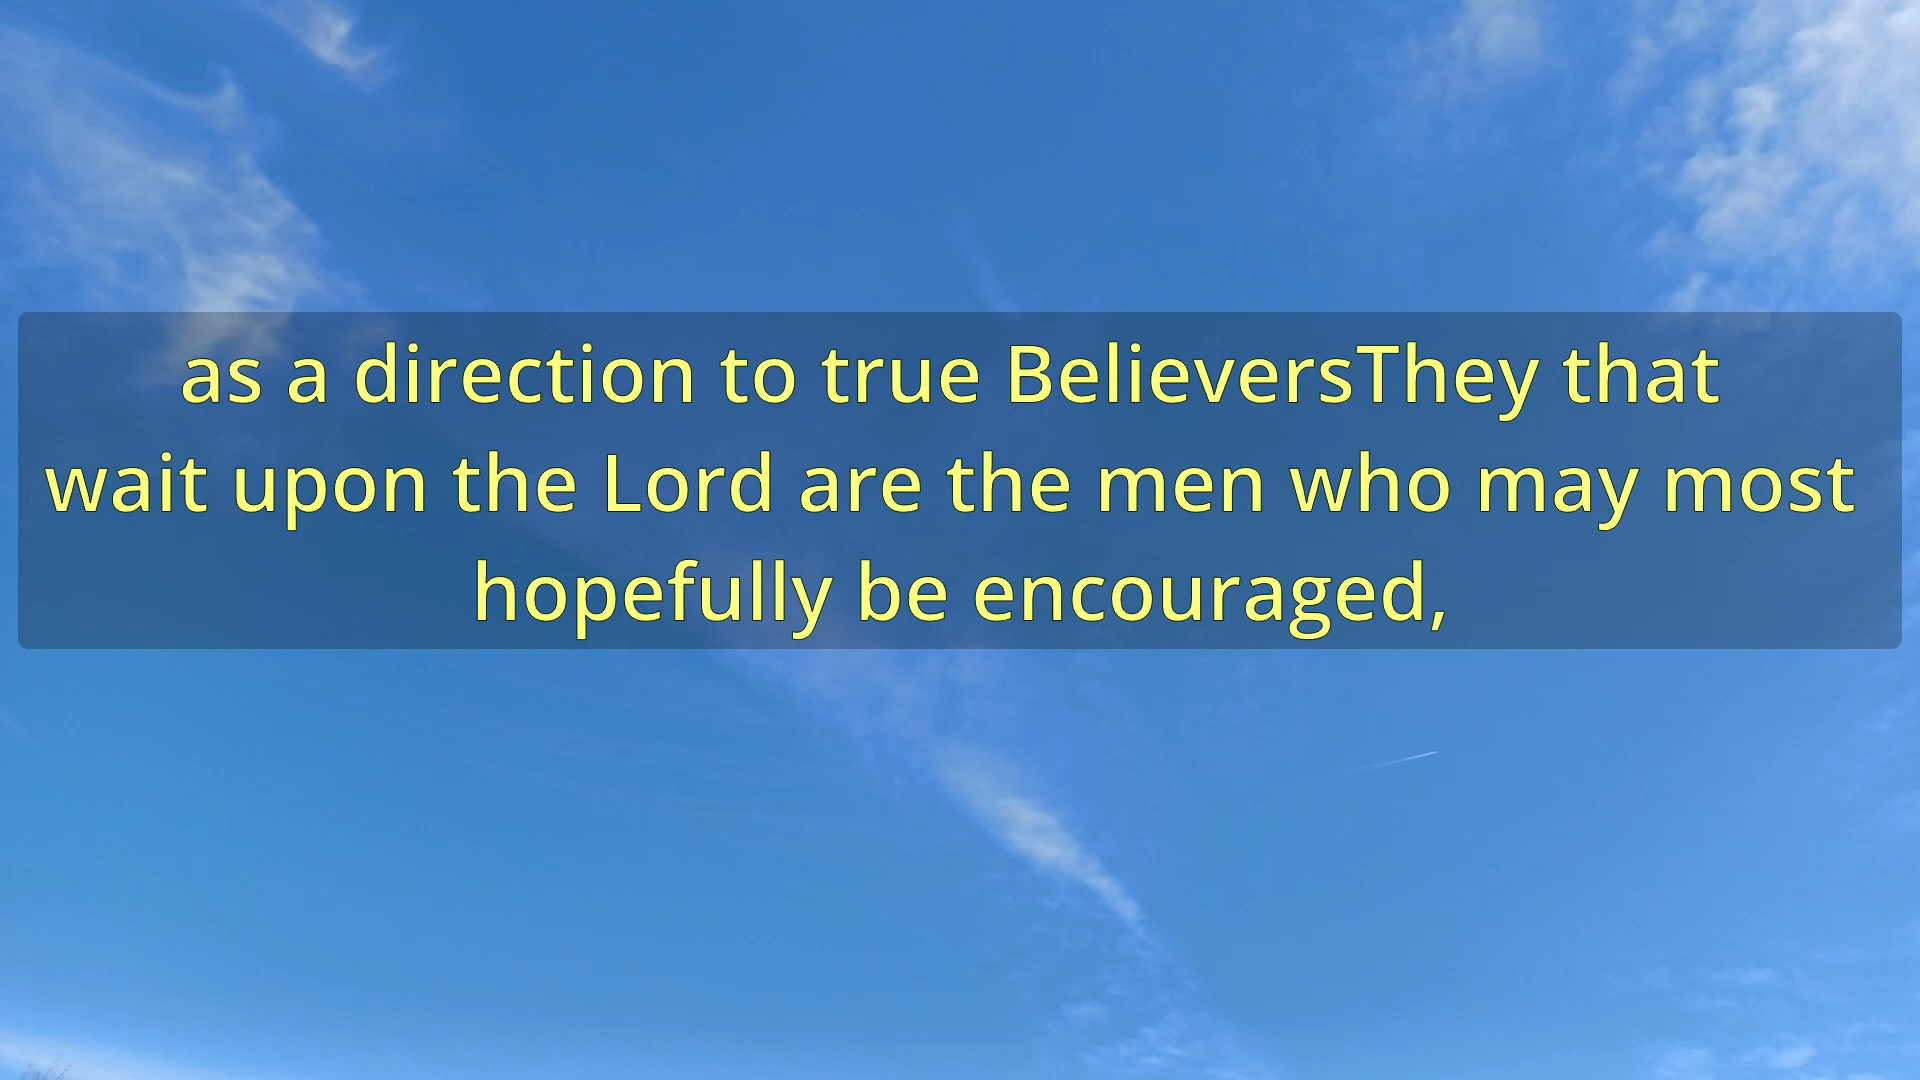 as a direction to true BelieversThey that
wait upon the Lord are the men who may most
hopefully be encouraged,